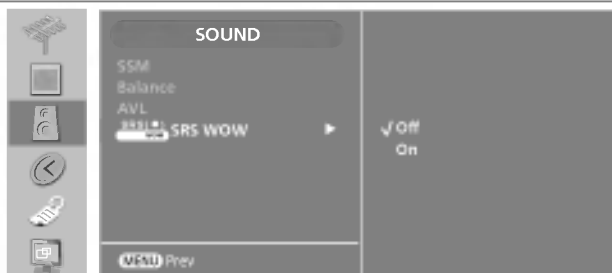 SOUND
SSM
Balance
AVL
SRS WOW
√ Off
On
MENU Prev